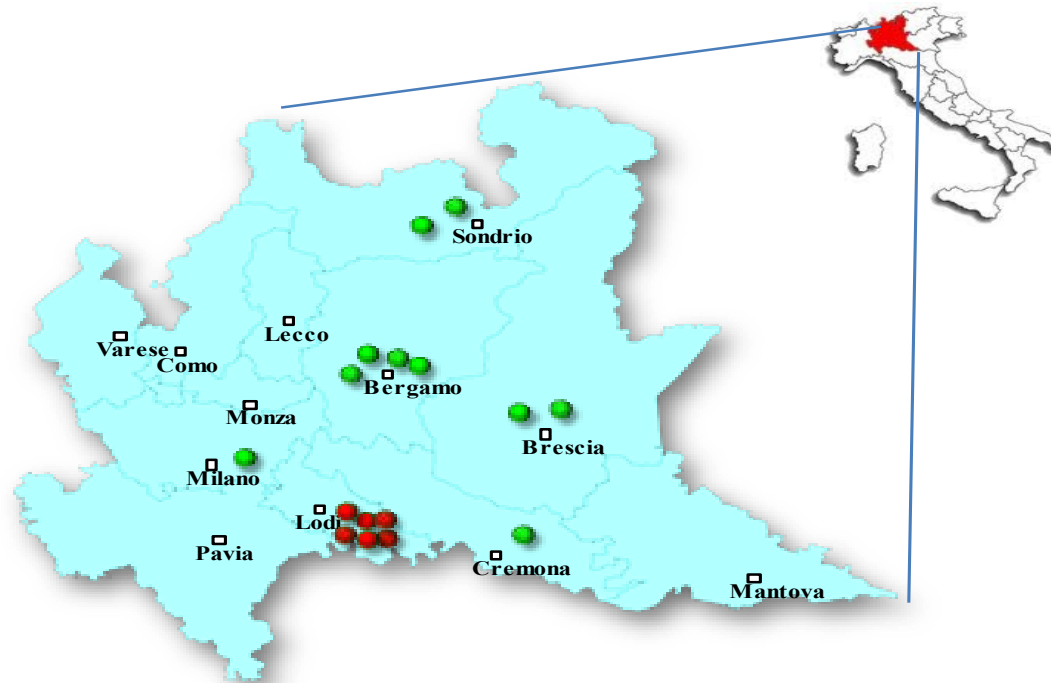 Sondrio
Lecco
Varese
Como
Bergamo
Monza
Brescia
Milano
Lodi
Pavia
Cremona
Mantova